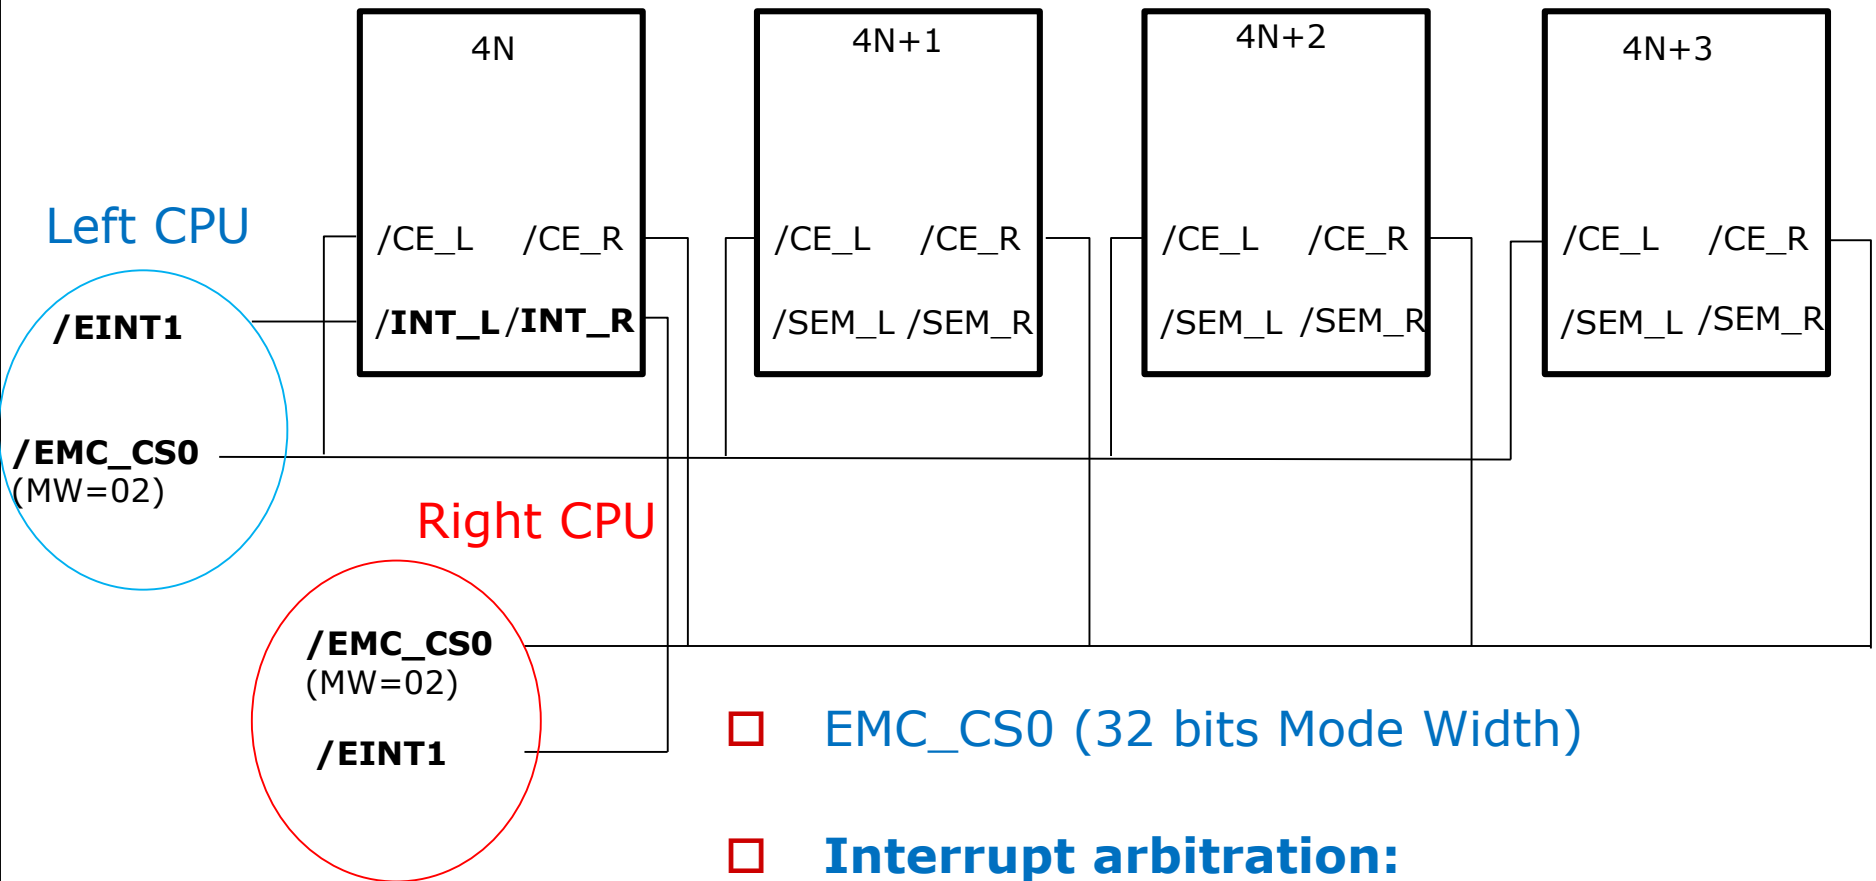 4N
4N+1
4N+2
4N+3
Left CPU
/CE_L /CE_R
/CE_L /CE_R
/CE_L /CE_R
/CE_L /CE_R
/EINT1
/INT_L /INT_R
/SEM_L /SEM_R
/SEM_L /SEM_R
/SEM_L /SEM_R
/EMC_CS0
(MW=02)
Right CPU
/EMC_CS0
(MW=02)
/EINT1
EMC_CS0 (32 bits Mode Width)
Interrupt arbitration: